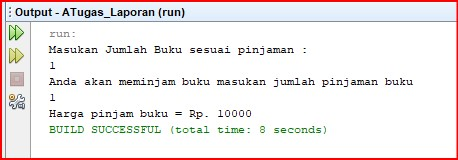 Output - ATugas_Laporan (run)
run:
Masukan Jumlah Buku sesuai pinjaman :
1
Anda akan meminjam buku masukan jumlah pinjaman buku
1
Harga pinjam buku = Rp. 10000
BUILD SUCCESSFUL (total time: 8 seconds)